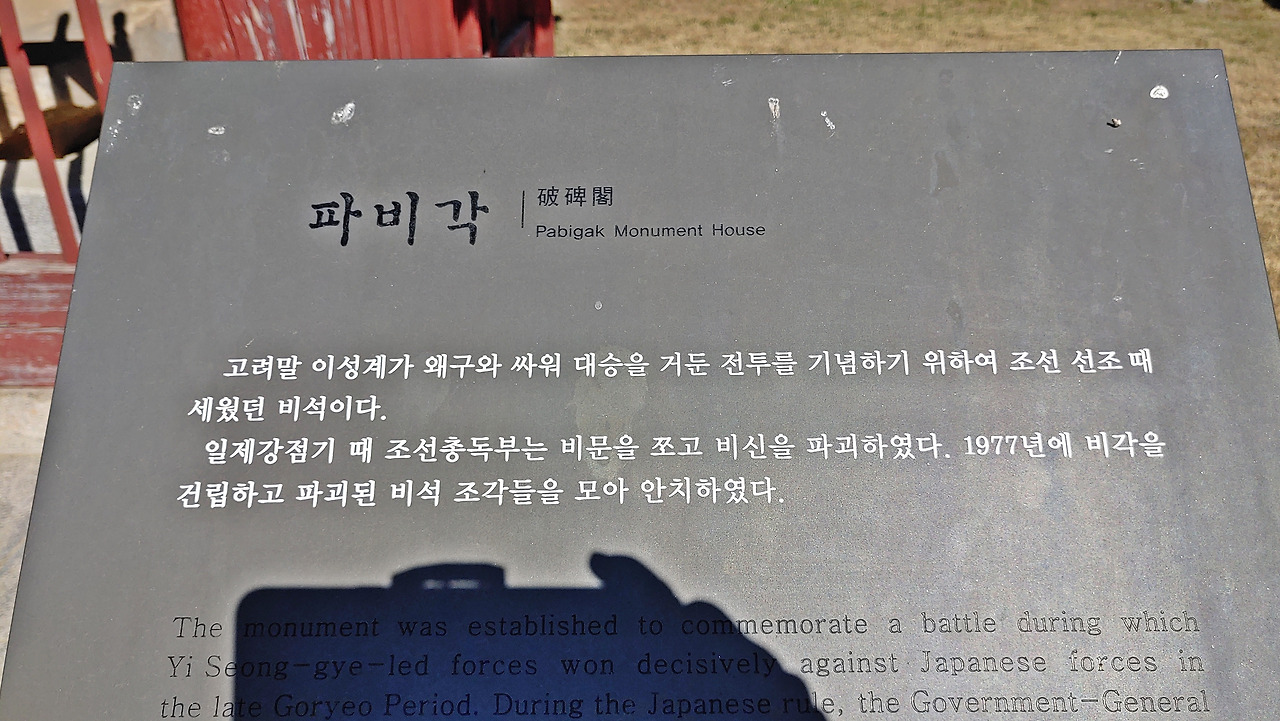 파비각
破碑閣
Pabigak Monument House
고려말 이성계가 왜구와 싸워 대승을 거둔 전투를 기념하기 위하여 조선 선조 때
세웠던 비석이다.
일제강점기 때 조선총독부는 비문을 쪼고 비신을 파괴하였다. 1977년에 비각을
건립하고 파괴된 비석 조각들을 모아 안치하였다.
The monument was established to commemorate a battle during which
Yi Seong-gye-led forces won decisively against Japanese forces in
the late Goryeo Period. During the Japanese rule, the Government-General